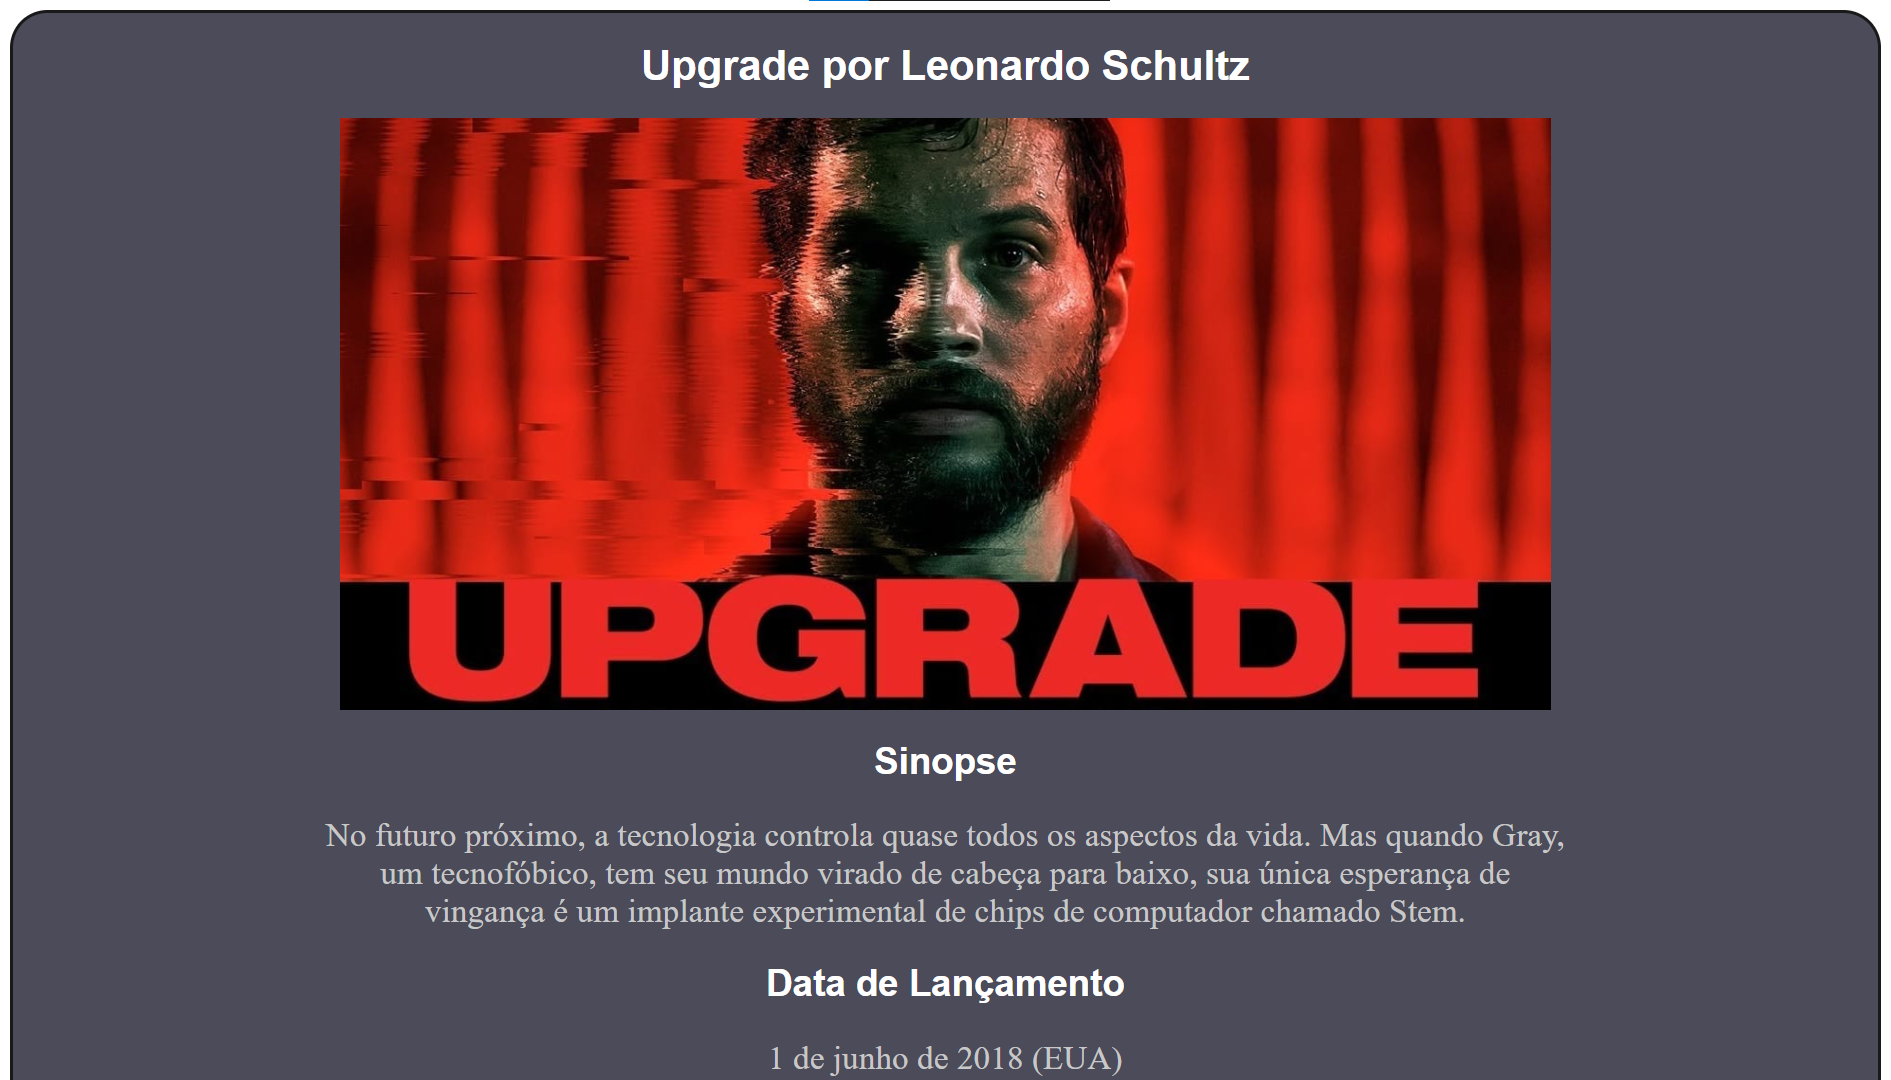 Upgrade por Leonardo Schultz
UPGRADE
Sinopse
No futuro próximo, a tecnologia controla quase todos os aspectos da vida. Mas quando Gray,
um tecnofóbico, tem seu mundo virado de cabeça para baixo, sua única esperança de
vingança é um implante experimental de chips de computador chamado Stem.
Data de Lançamento
1 de junho de 2018 (EUA)